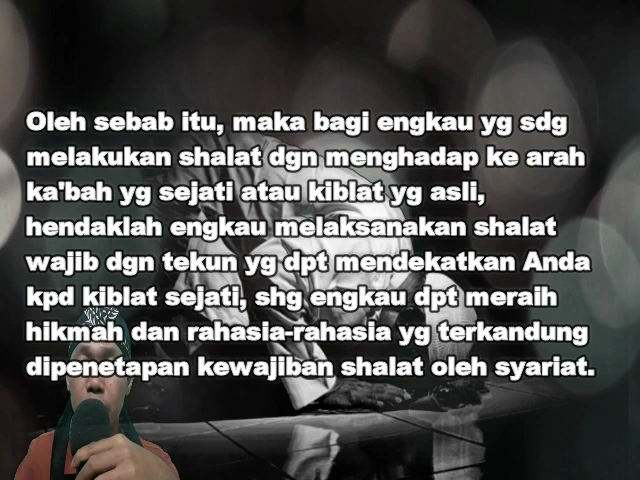 Oleh sebab itu, maka bagi engkau yg sdg
melakukan shalat dgn menghadap ke arah
ka'bah yg sejati atau kiblat yg asli,
hendaklah engkau melaksanakan shalat
wajib dgn tekun yg dpt mendekatkan Anda
kpd kiblat sejati, shg engkau dpt meraih
hikmah dan rahasia-rahasia yg terkandung
dipenetapan kewajiban shalat oleh syariat.